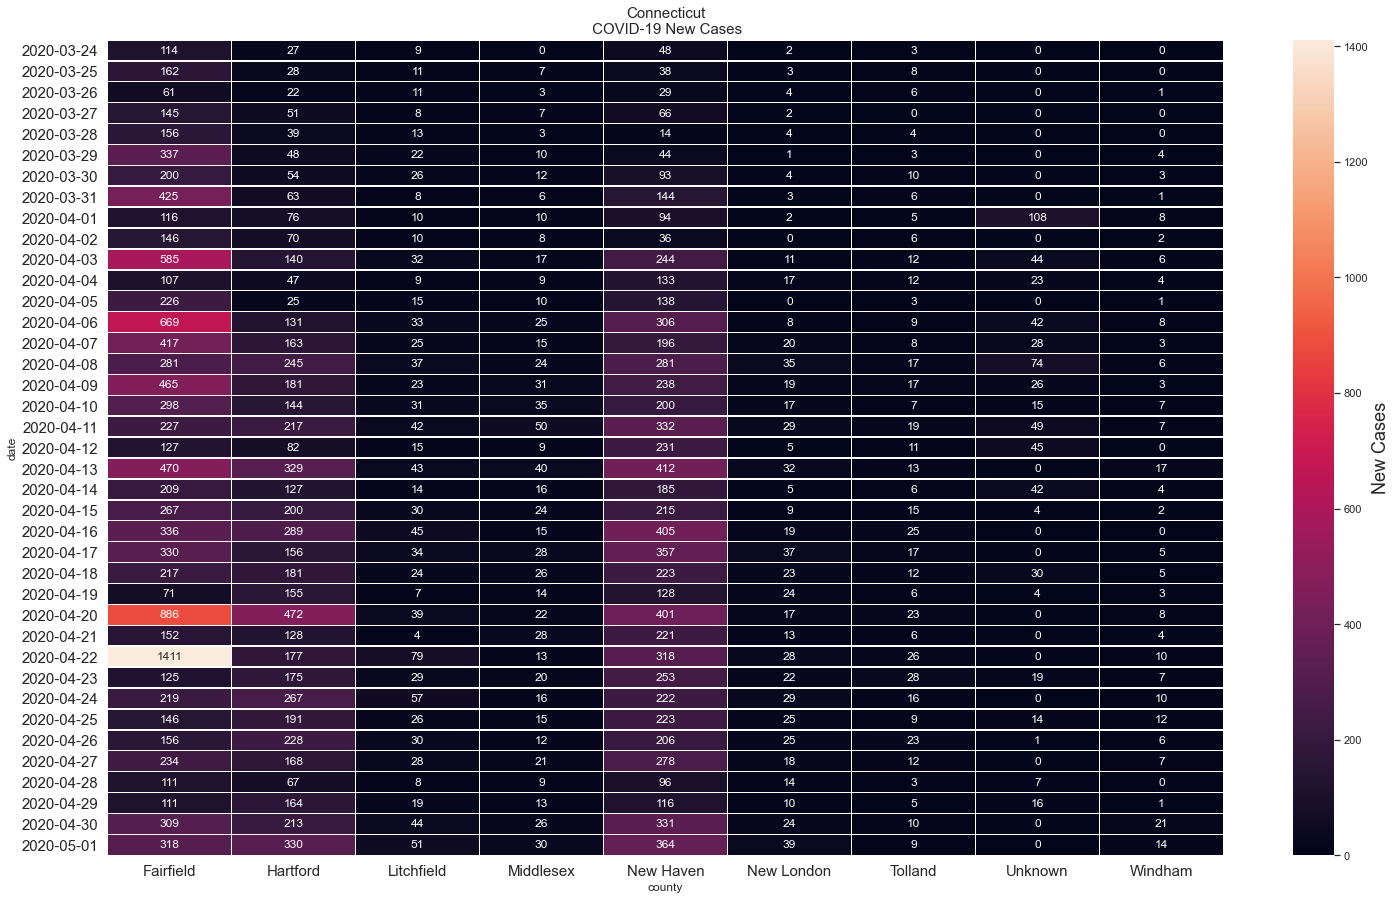 Connecticut
COVID-19 New Cases
2020-03-24 114 27 9 0 48 2 3 0 0
2020-03-25 162 28 11 7 38 3 8 0 0
2020-03-26 61 22 11 3 29 4 6 0 1
2020-03-27 145 51 8 7 66 2 0 0 0
2020-03-28 156 39 13 3 14 4 4 0 0
2020-03-29 337 48 22 10 44 1 3 0 4
2020-03-30 200 54 26 12 93 4 10 0 3
2020-03-31 425 63 8 6 144 3 6 0 1
2020-04-01 116 76 10 10 94 2 5 108 8
2020-04-02 146 70 10 8 36 0 6 0 2
2020-04-03 585 140 32 17 244 11 12 44 6
2020-04-04 107 47 9 9 133 17 12 23 4
2020-04-05 226 25 15 10 138 0 3 0 1
2020-04-06 669 131 33 25 306 8 9 42 8
2020-04-07 417 163 25 15 196 20 8 28 3
2020-04-08 281 245 37 24 281 35 17 74 6
2020-04-09 465 181 23 31 238 19 17 26 3
2020-04-10 298 144 31 35 200 17 7 15 7
2020-04-11 227 217 42 50 332 29 19 49 7
2020-04-12 127 82 15 9 231 5 11 45 0
2020-04-13 470 329 43 40 412 32 13 0 17
2020-04-14 209 127 14 16 185 5 6 42 4
2020-04-15 267 200 30 24 215 9 15 4 2
2020-04-16 336 289 45 15 405 19 25 0 0
2020-04-17 330 156 34 28 357 37 17 0 5
2020-04-18 217 181 24 26 223 23 12 30 5
2020-04-19 71 155 7 14 128 24 6 4 3
2020-04-20 886 472 39 22 401 17 23 0 8
2020-04-21 152 128 4 28 221 13 6 0 4
2020-04-22 1411 177 79 13 318 28 26 0 10
2020-04-23 125 175 29 20 253 22 28 19 7
2020-04-24 219 267 57 16 222 29 16 0 10
2020-04-25 146 191 26 15 223 25 9 14 12
2020-04-26 156 228 30 12 206 25 23 1 6
2020-04-27 234 168 28 21 278 18 12 0 7
2020-04-28 111 67 8 9 96 14 3 7 0
2020-04-29 111 164 19 13 116 10 5 16 1
2020-04-30 309 213 44 26 331 24 10 0 21
2020-05-01 318 330 51 30 364 39 9 0 14
Fairfield Hartford Litchfield Middlesex New Haven New London Tolland Unknown Windham
county
date
1400
1200
1000
800
600
400
200
0
New Cases